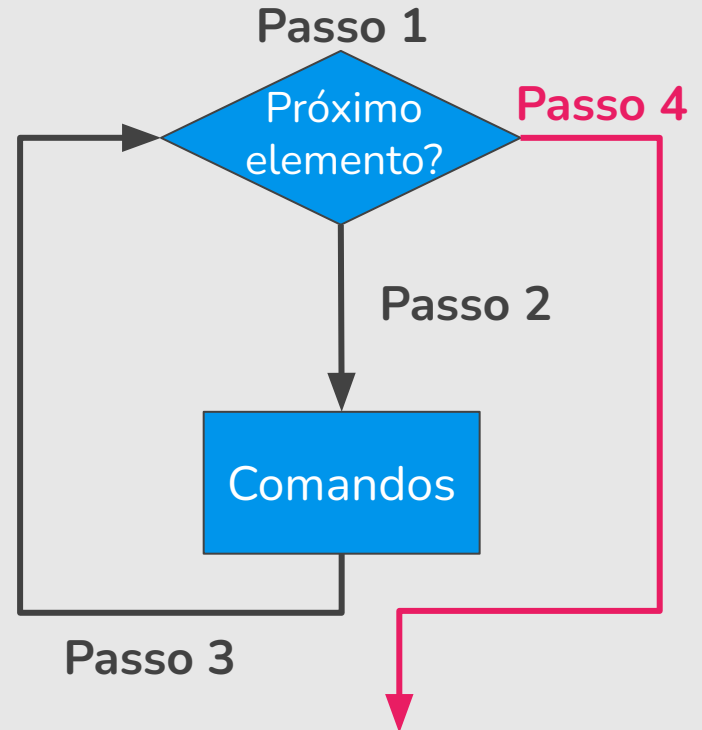 Passo 1
Próximo
elemento?
Passo 4
Passo 2
Comandos
Passo 3